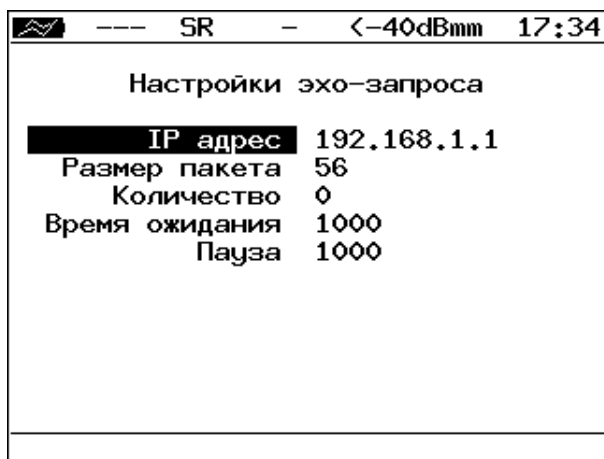 --- SR - <-40dBmm 17:34
Настройки эхо-запроса
IP адрес 192.168.1.1
Размер пакета 56
Количество 0
Время ожидания 1000
Пауза 1000